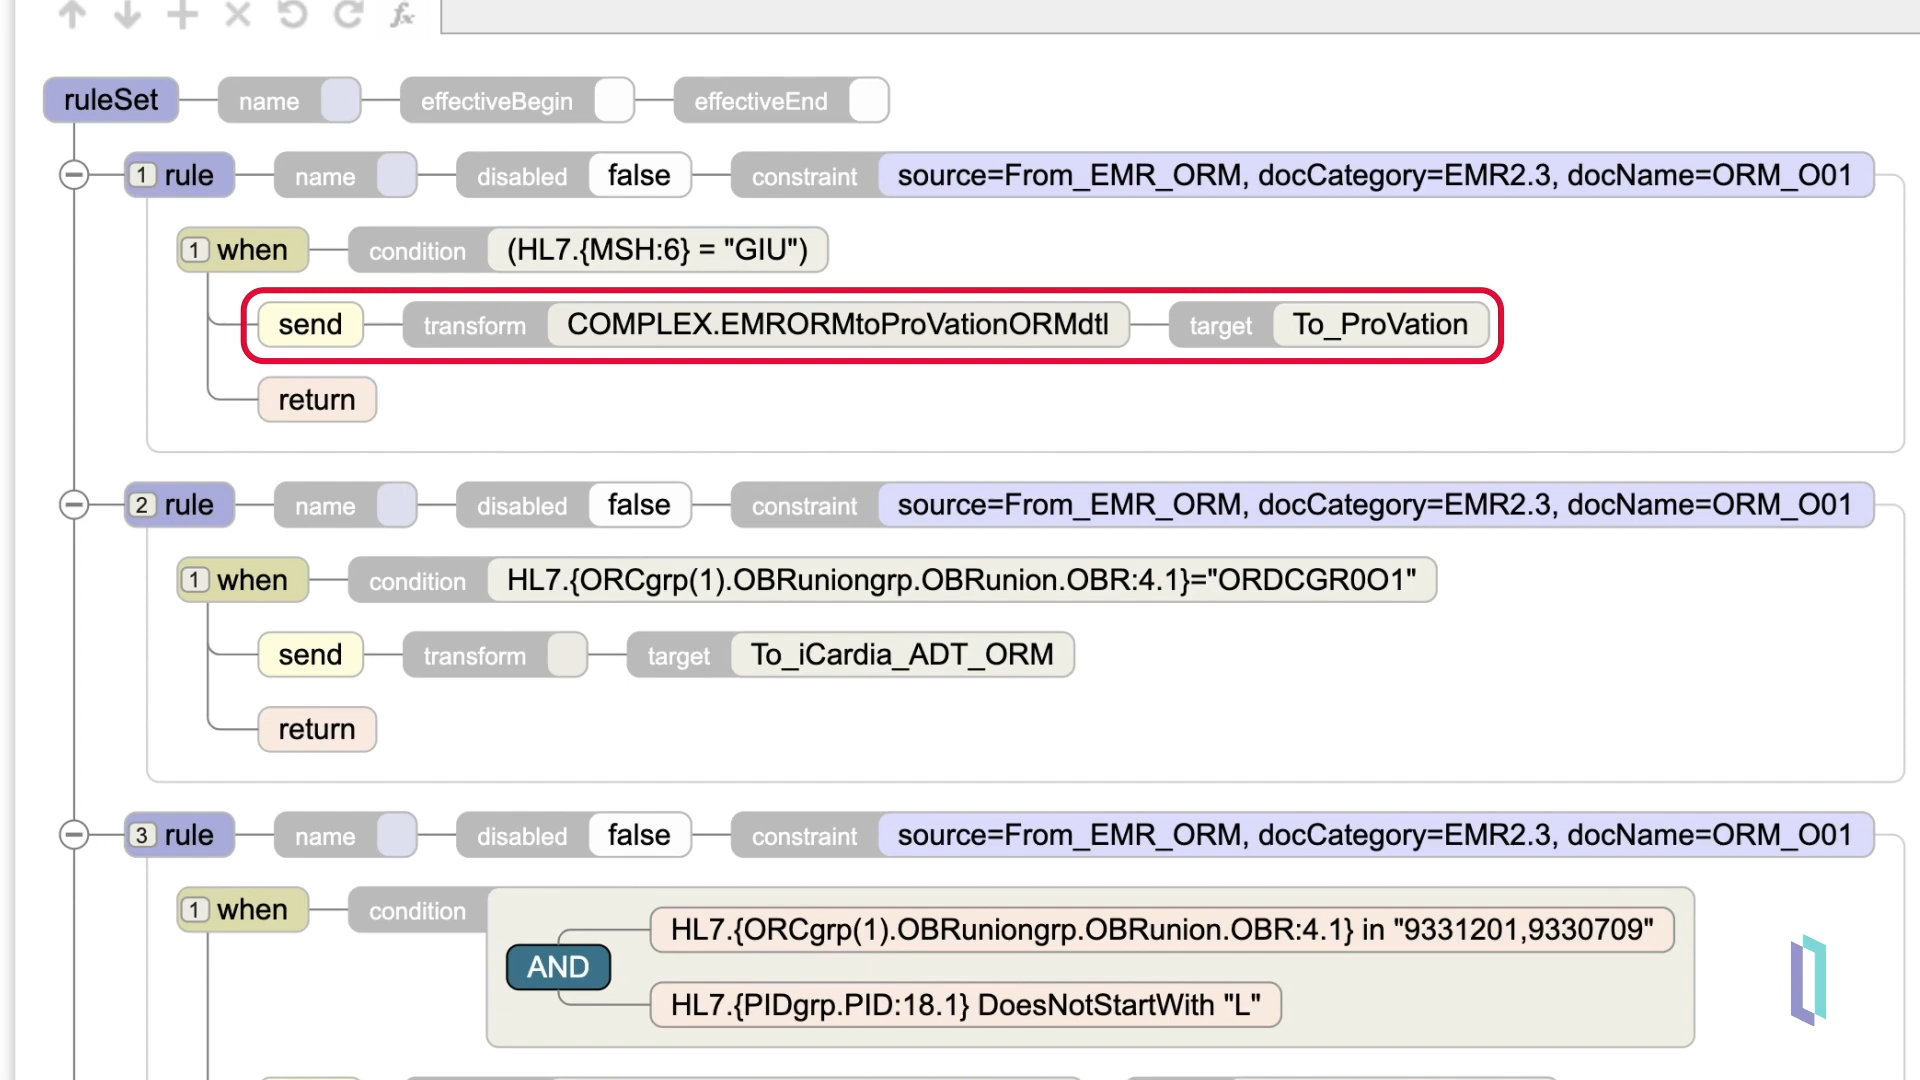 fx
ruleSet name effectiveBegin effectiveEnd
1 rule name disabled false constraint source=From_EMR_ORM, docCategory=EMR2.3, docName=ORM_O01
1 when condition (HL7.{MSH:6} = "GIU")
send transform COMPLEX.EMRORMtoProVationORMdtl target To_ProVation
return
2 rule name disabled false constraint source=From_EMR_ORM, docCategory=EMR2.3, docName=ORM_O01
1 when condition HL7.{ORCgrp(1).OBRuniongrp.OBRunion.OBR:4.1}="ORDCGR0O1"
send transform target To_iCardia_ADT_ORM
return
3 rule name disabled false constraint source=From_EMR_ORM, docCategory=EMR2.3, docName=ORM_O01
1 when condition
HL7.{ORCgrp(1).OBRuniongrp.OBRunion.OBR:4.1} in "9331201,9330709"
AND
HL7.{PIDgrp.PID:18.1} DoesNotStartWith "L"